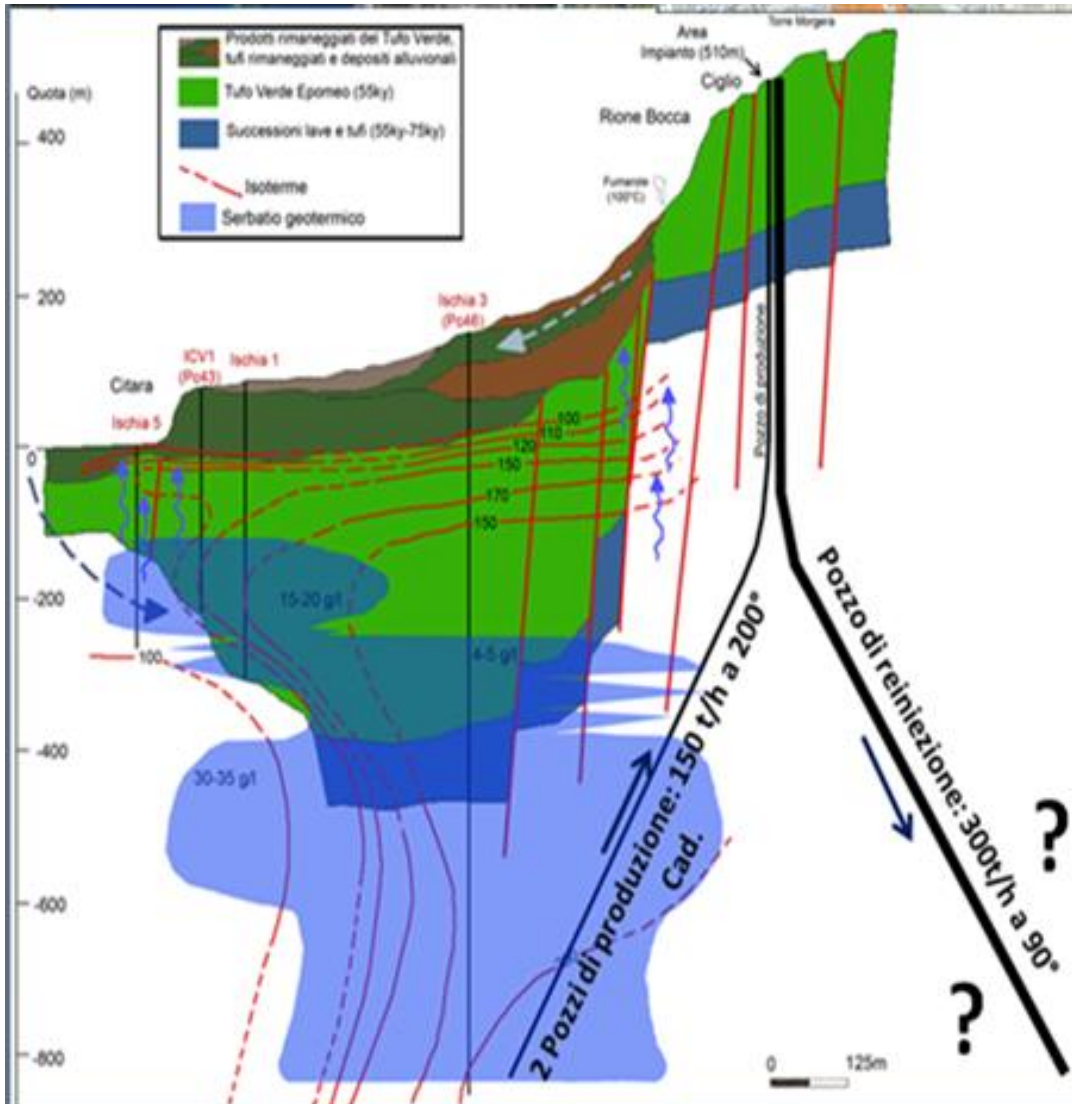 Prodotti rimaneggiati del Tufo Verde,
tufi rimaneggiati e depositi alluvionali
Tufo Verde Epomeo (55ky)
Successioni lave e tufi (55ky-75ky)
Isoterme
Serbatio geotermico
Quota (m)
400
200
0
-200
-400
-600
-800
Torre Morgera
Area
Impianto (510m)
Ciglio
Rione Bocca
Fumarole
(100°C)
Ischia 3
(Pc46)
ICV1
(Pc43)
Ischia 1
Citara
Ischia 5
100
110
120
150
170
150
100
15-20 g/l
4-5 g/l
30-35 g/l
Pozzo di produzione
2 Pozzi di produzione: 150 t/h a 200°
Cad.
Pozzo di reiniezione: 300t/h a 90°
?
?
0 125m